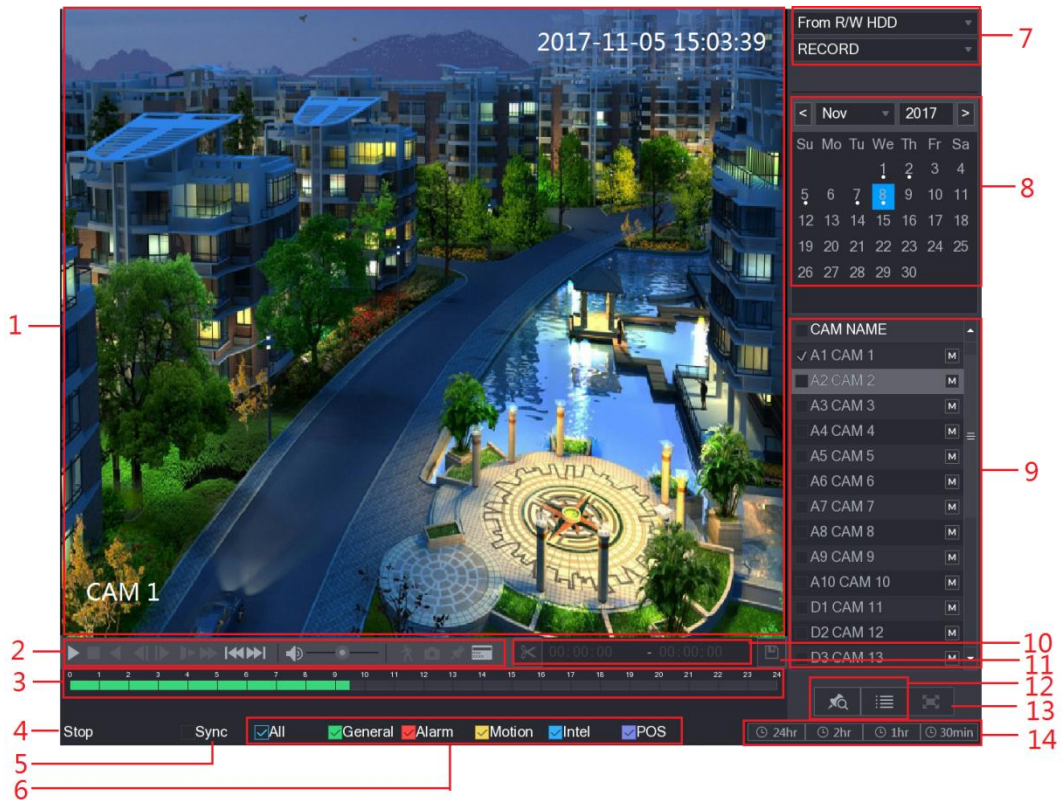 2017-11-05 15:03:39
CAM 1
From R/W HDD
RECORD
7
< Nov 2017 >
Su Mo Tu We Th Fr Sa
1 2 3 4
5 6 7 8 9 10 11
12 13 14 15 16 17 18
19 20 21 22 23 24 25
26 27 28 29 30
8
1
CAM NAME
A1 CAM 1 M
A2 CAM 2 M
A3 CAM 3 M
A4 CAM 4 M
A5 CAM 5 M
A6 CAM 6 M
A7 CAM 7 M
A8 CAM 8 M
A9 CAM 9 M
A10 CAM 10 M
D1 CAM 11 M
D2 CAM 12 M
D3 CAM 13 M
9
2
00:00:00 - 00:00:00
10
11
3
0 1 2 3 4 5 6 7 8 9 10 11 12 13 14 15 16 17 18 19 20 21 22 23 24
12
13
4
Stop
Sync
All General Alarm Motion Intel POS
24hr 2hr 1hr 30min
14
5
6